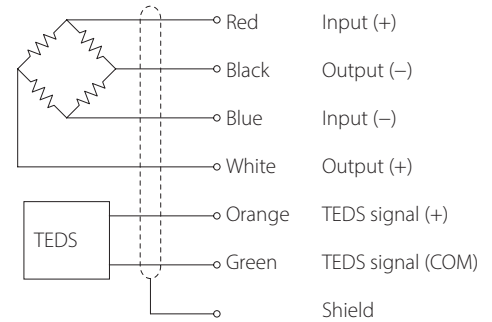 Red Input (+)
Black Output (−)
Blue Input (−)
White Output (+)
Orange TEDS signal (+)
TEDS
Green TEDS signal (COM)
Shield